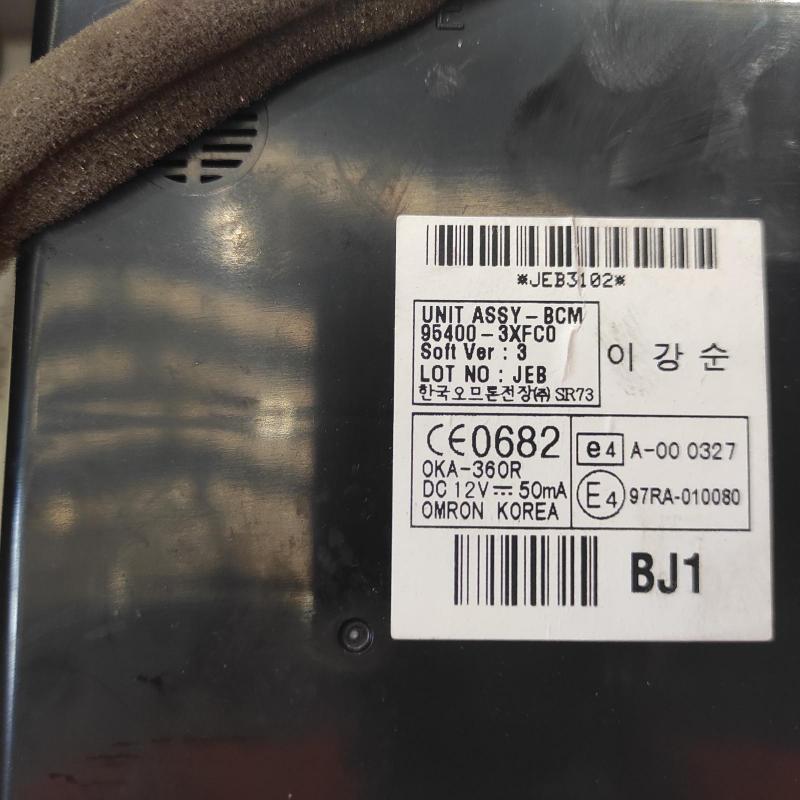 *JEB3102*
UNIT ASSY-BCM
95400-3XFC0
Soft Ver : 3
LOT NO : JEB
한국오므론전장㈜ SIR73
이강순
CE0682
OKA-360R
DC 12V⎓50mA
OMRON KOREA
e4 A-00 0327
E4 97RA-010080
BJ1